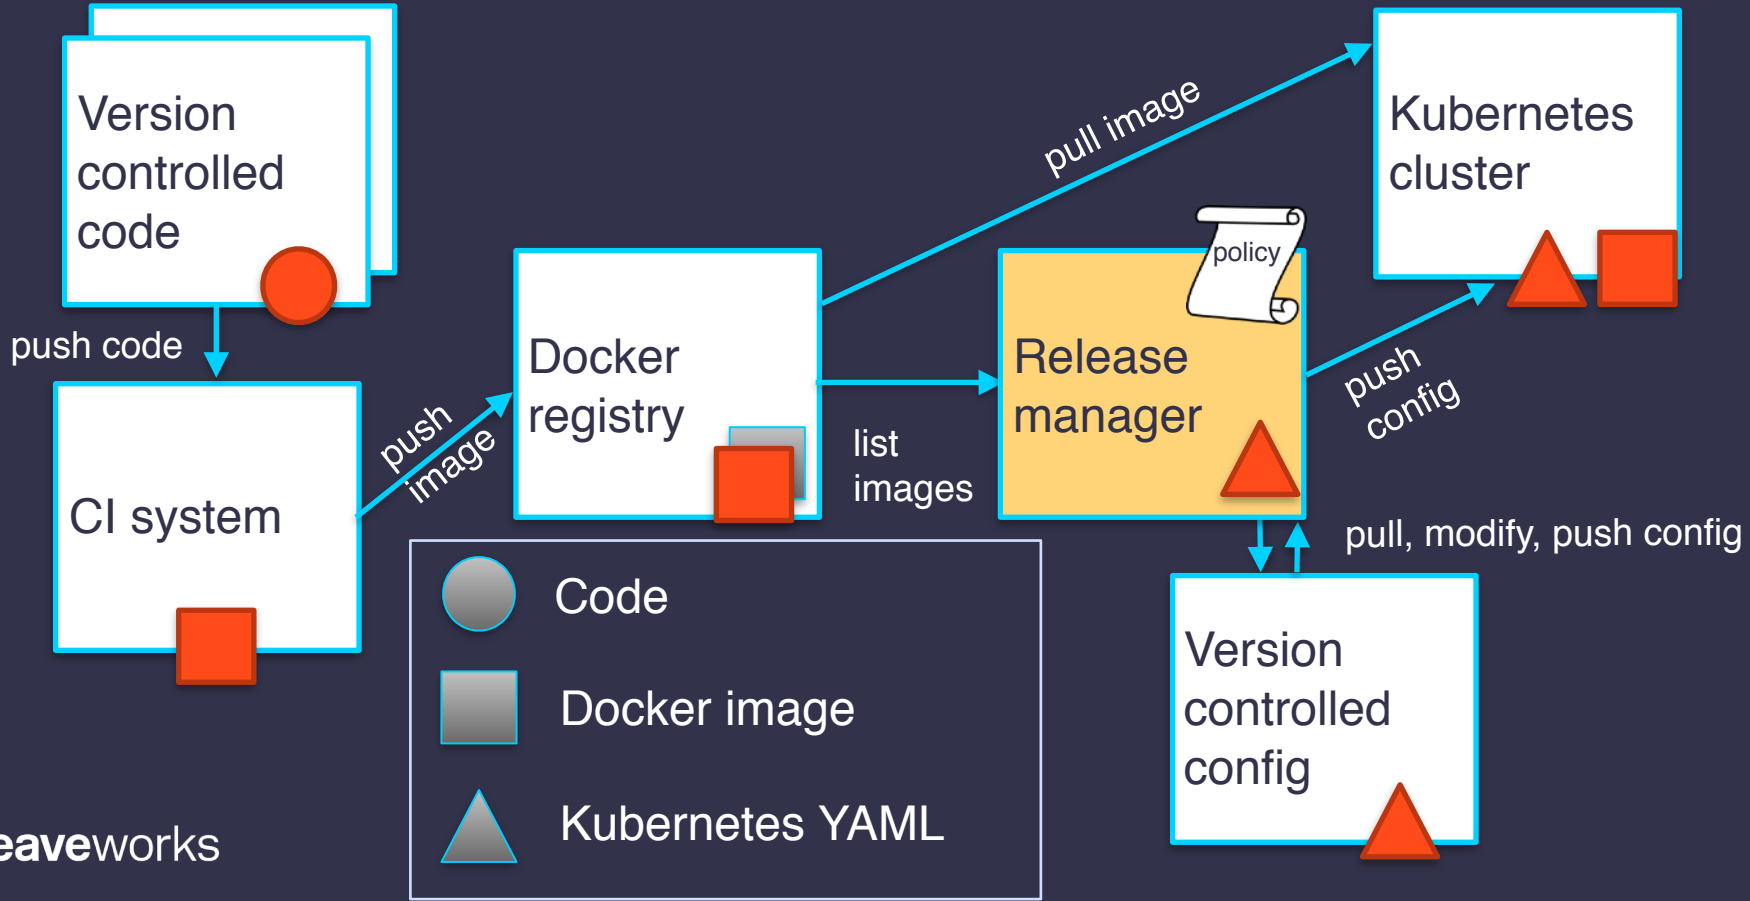 Version
controlled
code
push code
CI system
push
image
Docker
registry
list
images
pull image
policy
Release
manager
push
config
Kubernetes
cluster
pull, modify, push config
Version
controlled
config
Code
Docker image
Kubernetes YAML
eaveworks